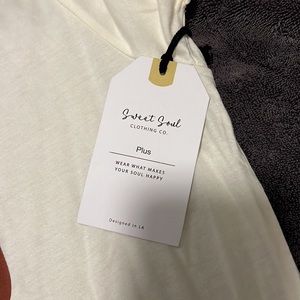 Sweet Soul
CLOTHING CO.
Plus
WEAR WHAT MAKES
YOUR SOUL HAPPY
Designed in LA